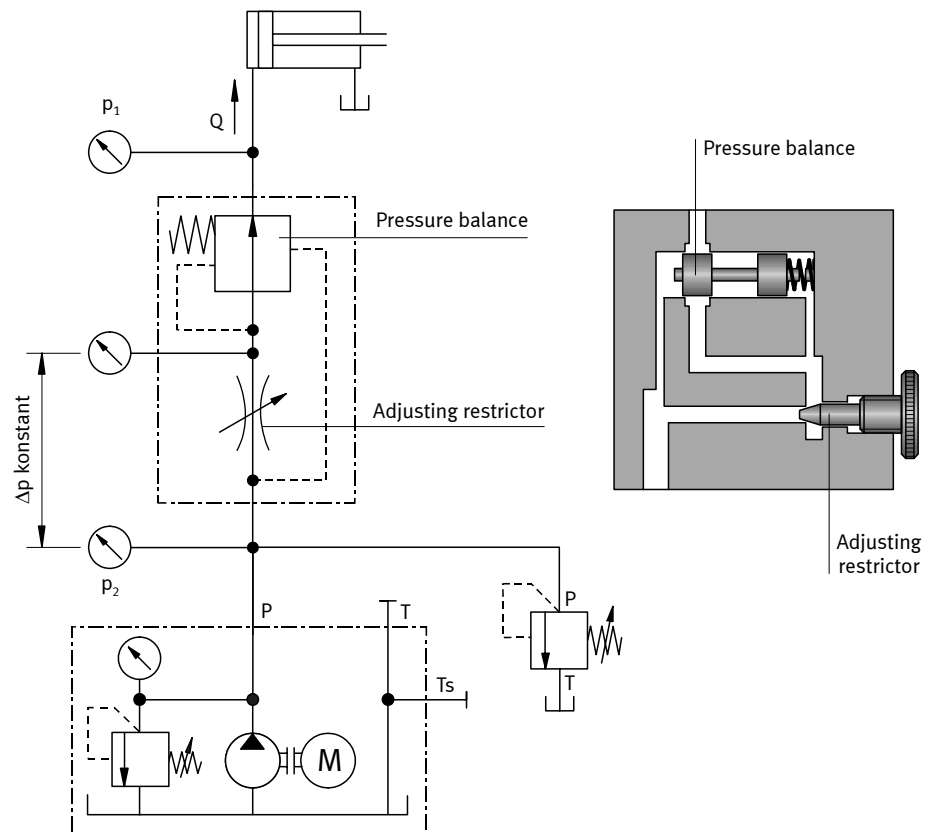 p₁
Q
Pressure balance
Adjusting restrictor
Δp konstant
p₂
P
T
Ts
M
P
T
Pressure balance
Adjusting
restrictor